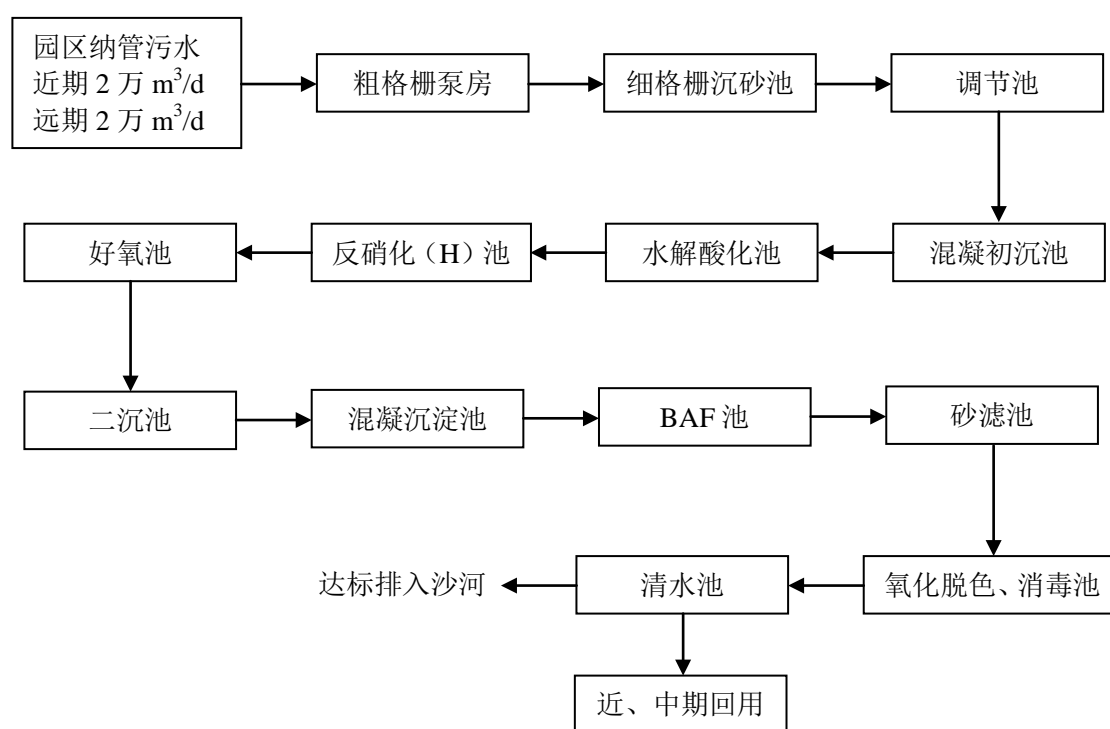 园区纳管污水
近期 2 万 m³/d
远期 2 万 m³/d
粗格栅泵房
细格栅沉砂池
调节池
混凝初沉池
水解酸化池
反硝化（H）池
好氧池
二沉池
混凝沉淀池
BAF 池
砂滤池
氧化脱色、消毒池
清水池
达标排入沙河
近、中期回用